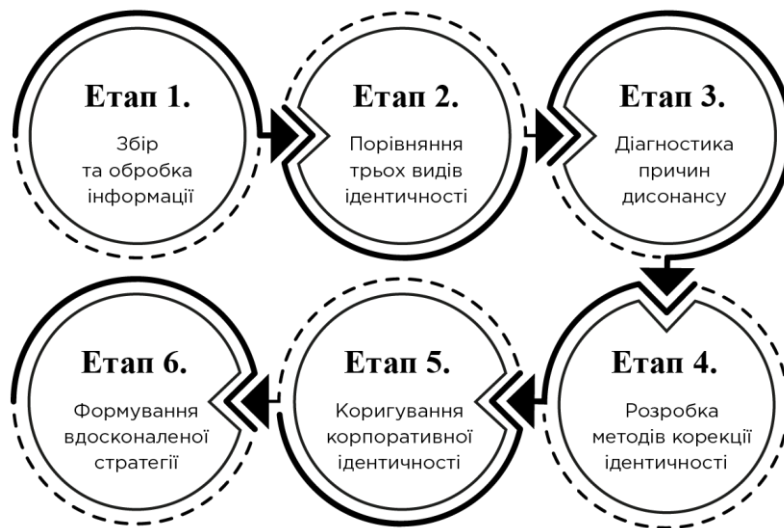 Етап 1.
Збір
та обробка
інформації
Етап 2.
Порівняння
трьох видів
ідентичності
Етап 3.
Діагностика
причин
дисонансу
Етап 4.
Розробка
методів корекції
ідентичності
Етап 5.
Коригування
корпоративної
ідентичності
Етап 6.
Формування
вдосконаленої
стратегії